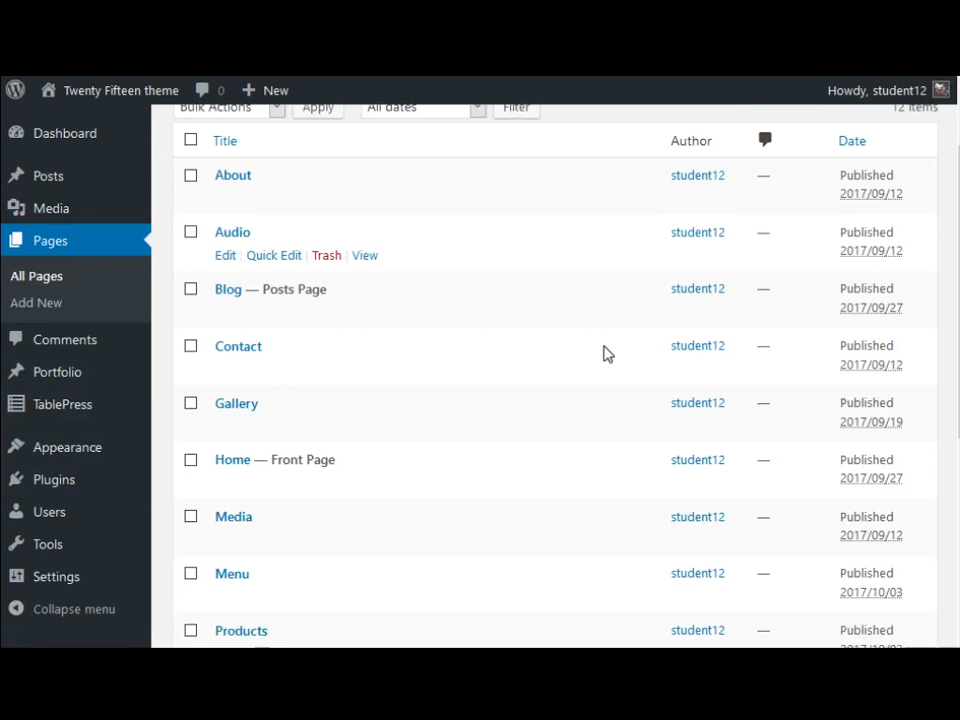 Twenty Fifteen theme 0 New Howdy, student12
Bulk Actions Apply All dates Filter 12 items
Dashboard
Posts
Media
Pages
All Pages
Add New
Comments
Portfolio
TablePress
Appearance
Plugins
Users
Tools
Settings
Collapse menu
Title Author Date
About student12 — Published
2017/09/12
Audio student12 — Published
Edit | Quick Edit | Trash | View 2017/09/12
Blog — Posts Page student12 — Published
2017/09/27
Contact student12 — Published
2017/09/12
Gallery student12 — Published
2017/09/19
Home — Front Page student12 — Published
2017/09/27
Media student12 — Published
2017/09/12
Menu student12 — Published
2017/10/03
Products student12 — Published